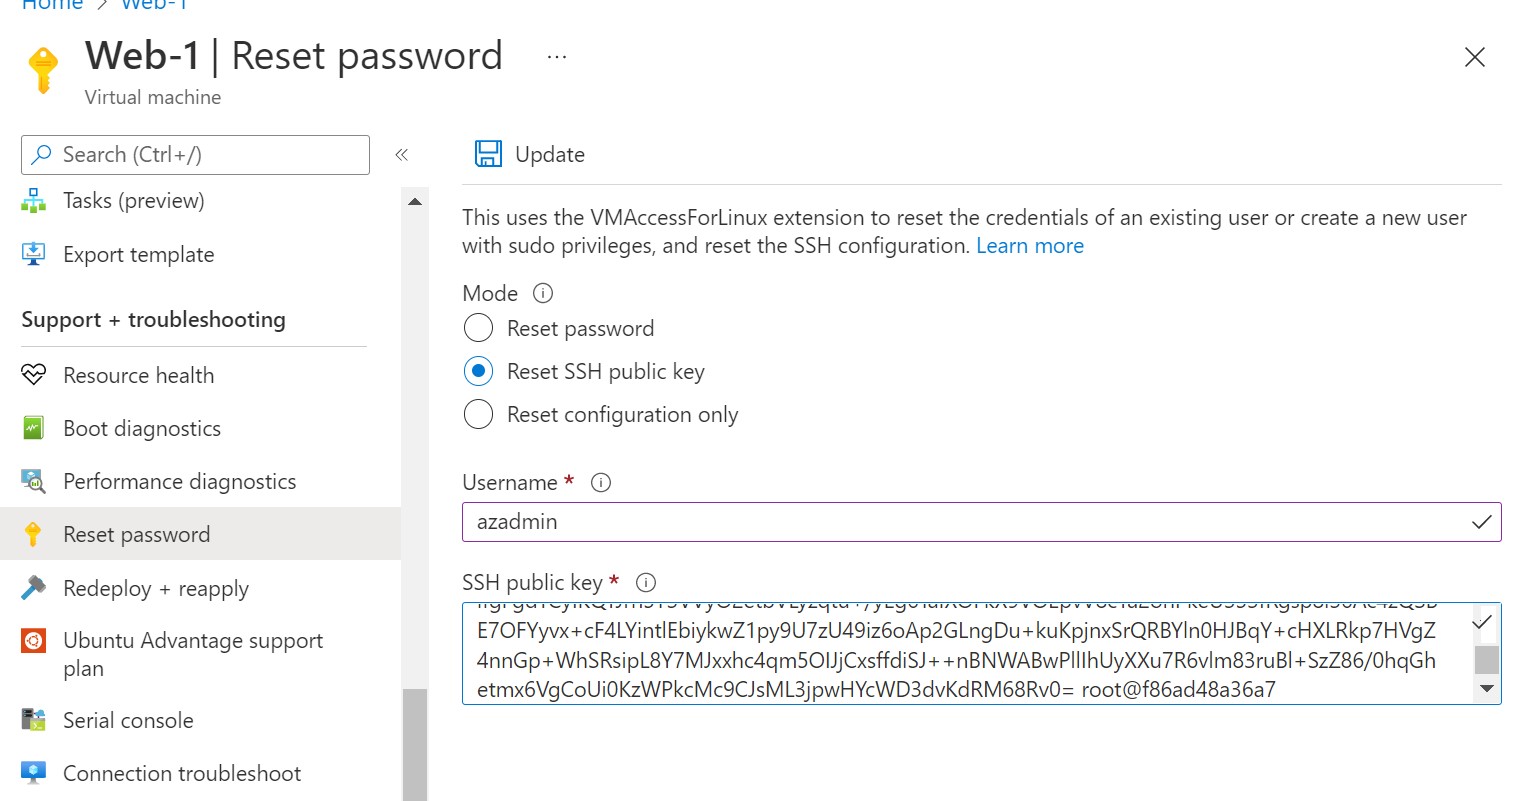 Home > Web-1
Web-1 | Reset password ...
Virtual machine
Search (Ctrl+/)
«
Tasks (preview)
Export template
Support + troubleshooting
Resource health
Boot diagnostics
Performance diagnostics
Reset password
Redeploy + reapply
Ubuntu Advantage support
plan
Serial console
Connection troubleshoot
Update
This uses the VMAccessForLinux extension to reset the credentials of an existing user or create a new user
with sudo privileges, and reset the SSH configuration. Learn more
Mode
Reset password
Reset SSH public key
Reset configuration only
Username *
azadmin
SSH public key *
E7OFYyvx+cF4LYintlEbiykwZ1py9U7zU49iz6oAp2GLngDu+kuKpjnxSrQRBYln0HJBqY+cHXLRkp7HVgZ
4nnGp+WhSRsipL8Y7MJxxhc4qm5OIJjCxsffdiSJ++nBNWABwPllIhUyXXu7R6vlm83ruBl+SzZ86/0hqGh
etmx6VgCoUi0KzWPkcMc9CJsML3jpwHYcWD3dvKdRM68Rv0= root@f86ad48a36a7